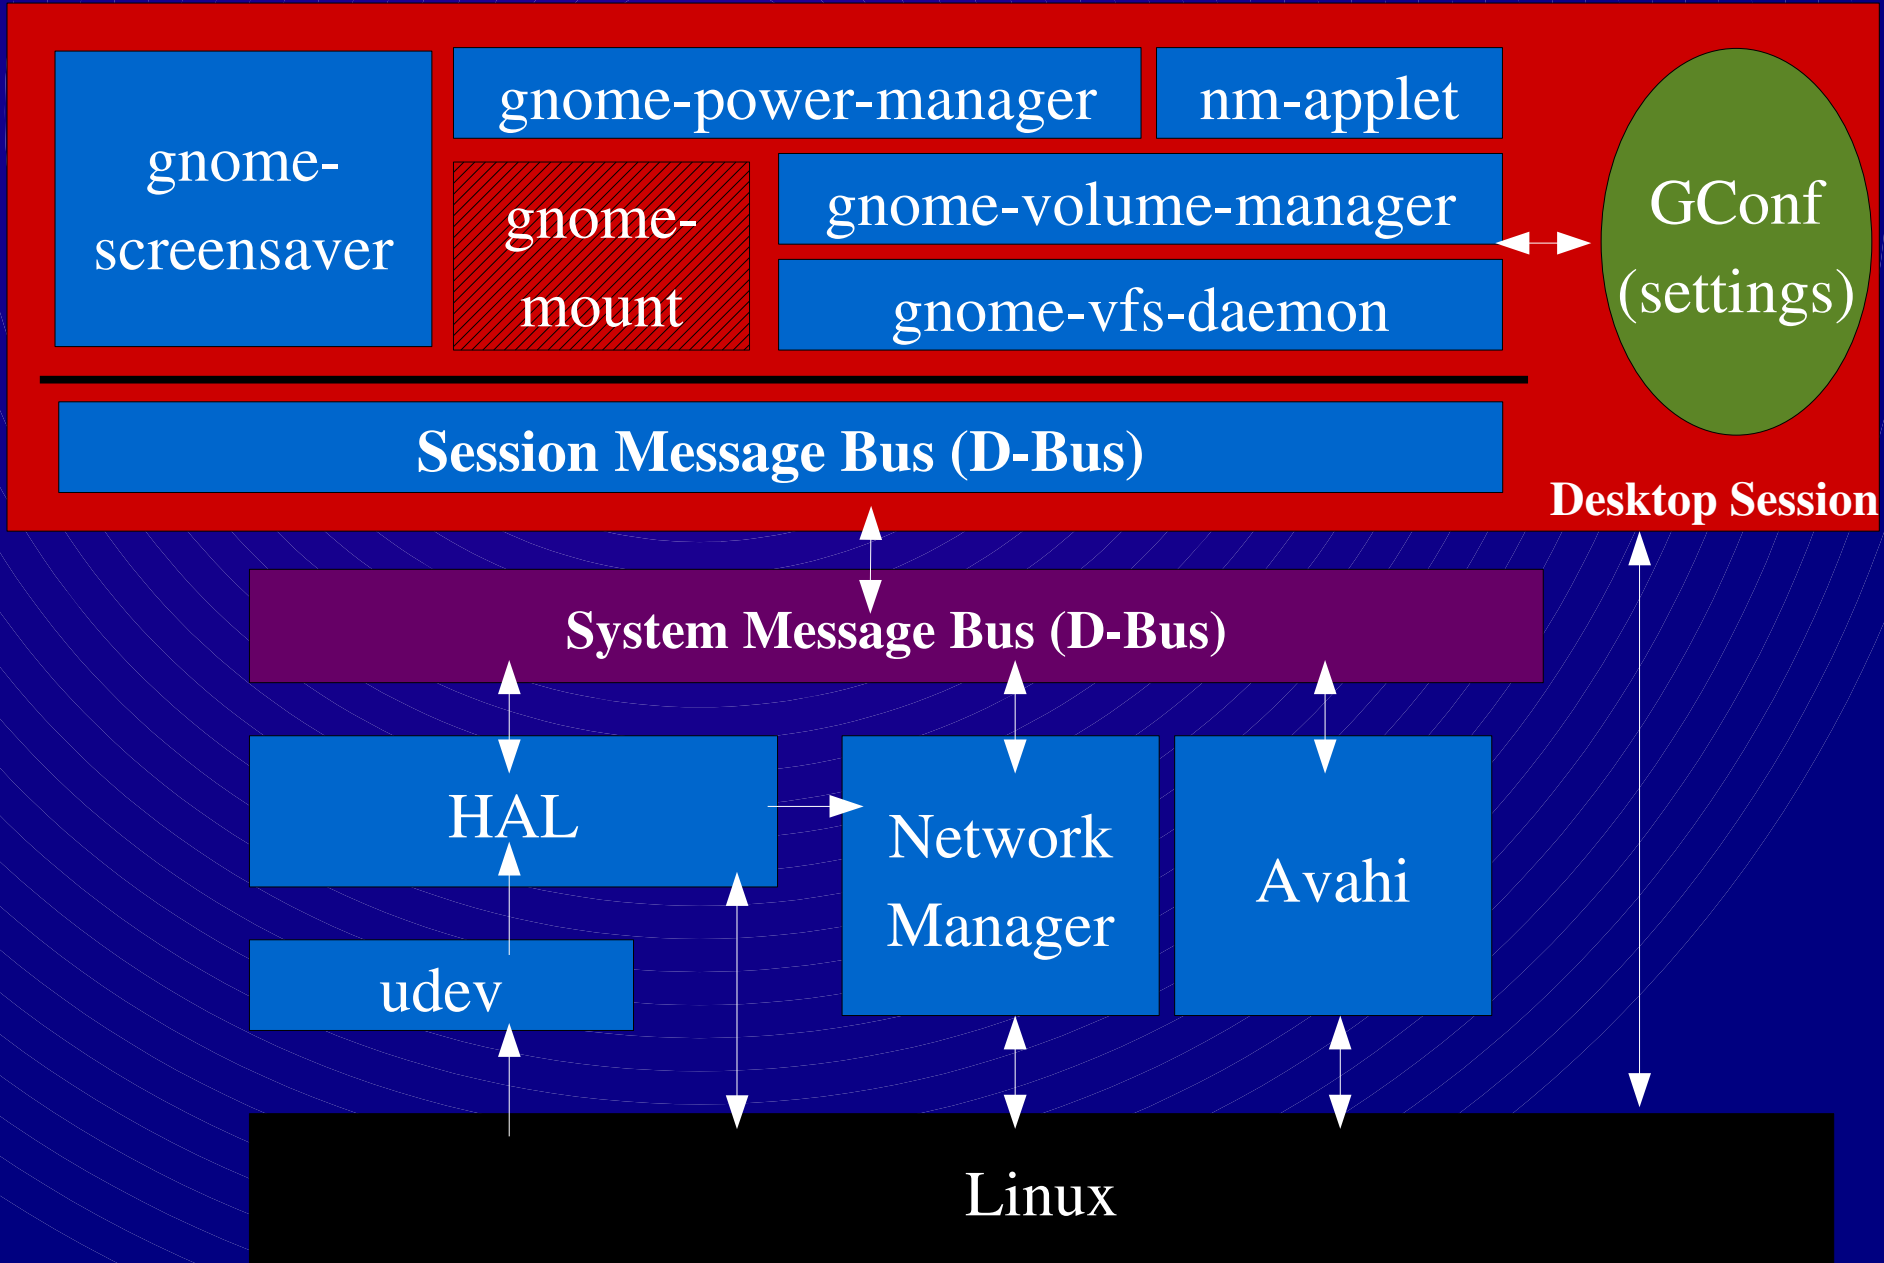 gnome-
screensaver
gnome-power-manager
nm-applet
gnome-
mount
gnome-volume-manager
gnome-vfs-daemon
GConf
(settings)
Session Message Bus (D-Bus)
Desktop Session
System Message Bus (D-Bus)
HAL
Network
Manager
Avahi
udev
Linux